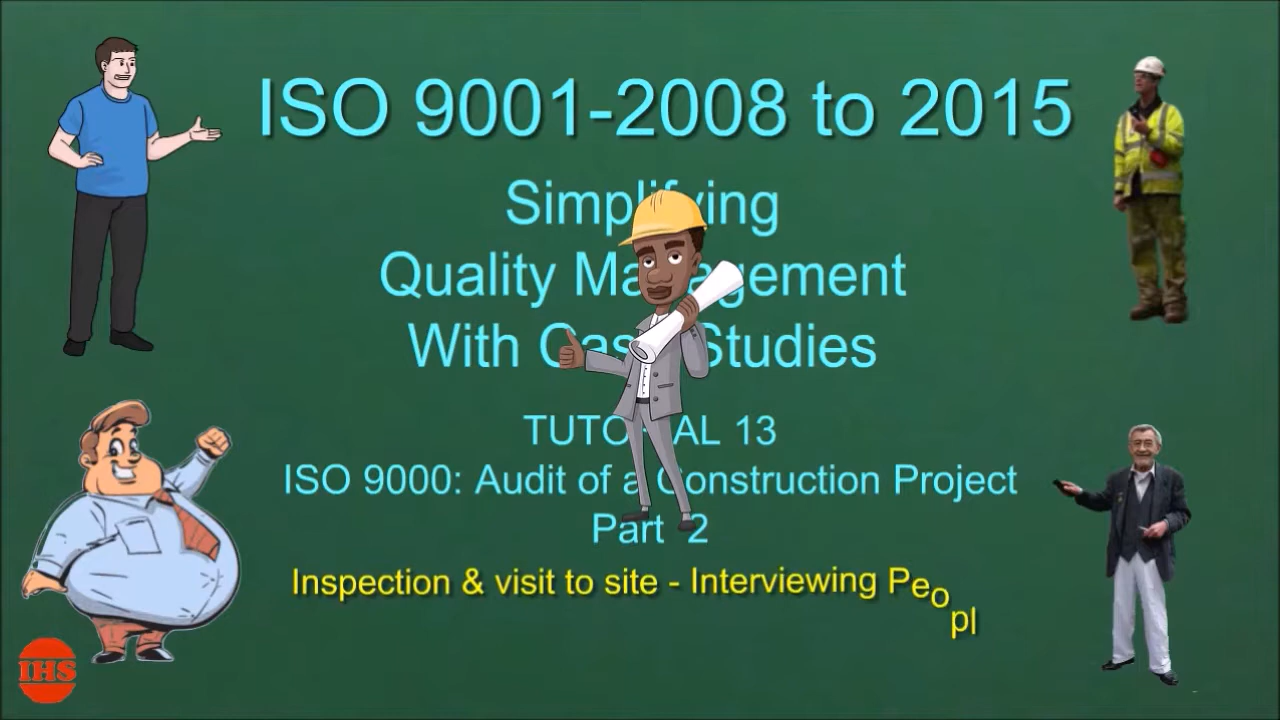 ISO 9001-2008 to 2015
Simplifying
Quality Management
With Case Studies
TUTORIAL 13
ISO 9000: Audit of a Construction Project
Part 2
Inspection & visit to site - Interviewing Peopl
IHS